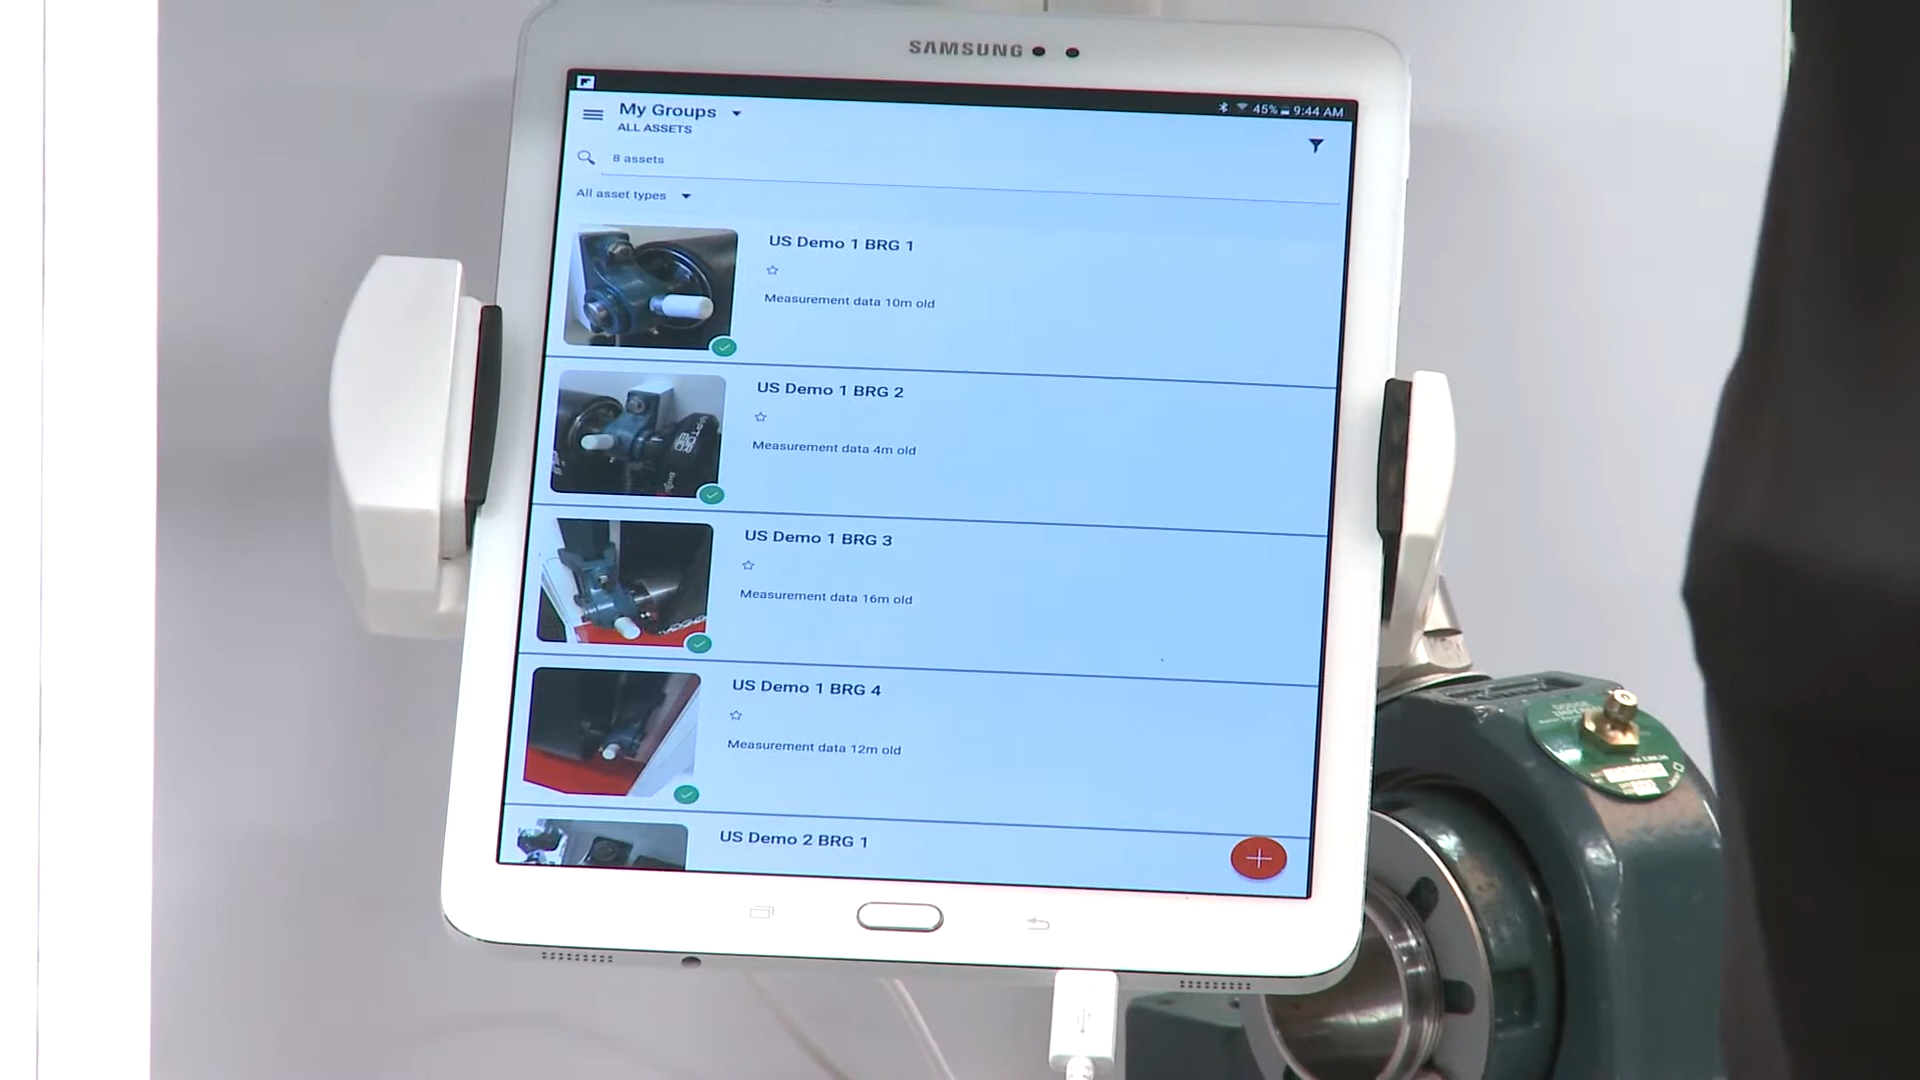 SAMSUNG
45% 9:44 AM
My Groups
ALL ASSETS
8 assets
All asset types
US Demo 1 BRG 1
Measurement data 10m old
US Demo 1 BRG 2
Measurement data 4m old
US Demo 1 BRG 3
Measurement data 16m old
US Demo 1 BRG 4
Measurement data 12m old
US Demo 2 BRG 1